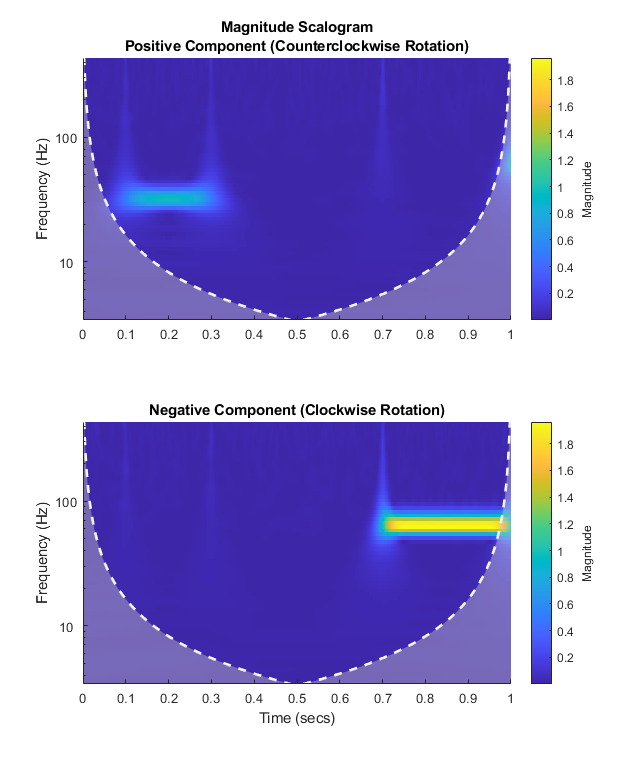 Magnitude Scalogram
Positive Component (Counterclockwise Rotation)
Frequency (Hz)
100
10
0 0.1 0.2 0.3 0.4 0.5 0.6 0.7 0.8 0.9 1
1.8
1.6
1.4
1.2
1
0.8
0.6
0.4
0.2
Magnitude
Negative Component (Clockwise Rotation)
Frequency (Hz)
100
10
0 0.1 0.2 0.3 0.4 0.5 0.6 0.7 0.8 0.9 1
Time (secs)
1.8
1.6
1.4
1.2
1
0.8
0.6
0.4
0.2
Magnitude